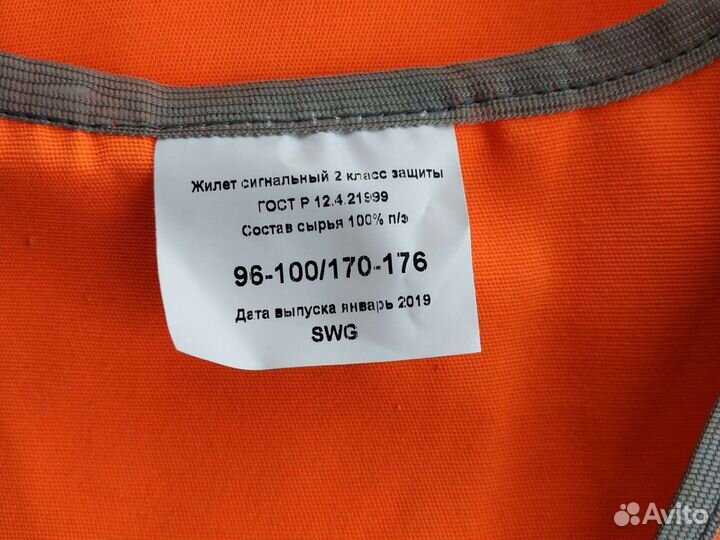 Жилет сигнальный 2 класс защиты
ГОСТ Р 12.4.21999
Состав сырья 100% п/э
96-100/170-176
Дата выпуска январь 2019
SWG
Avito